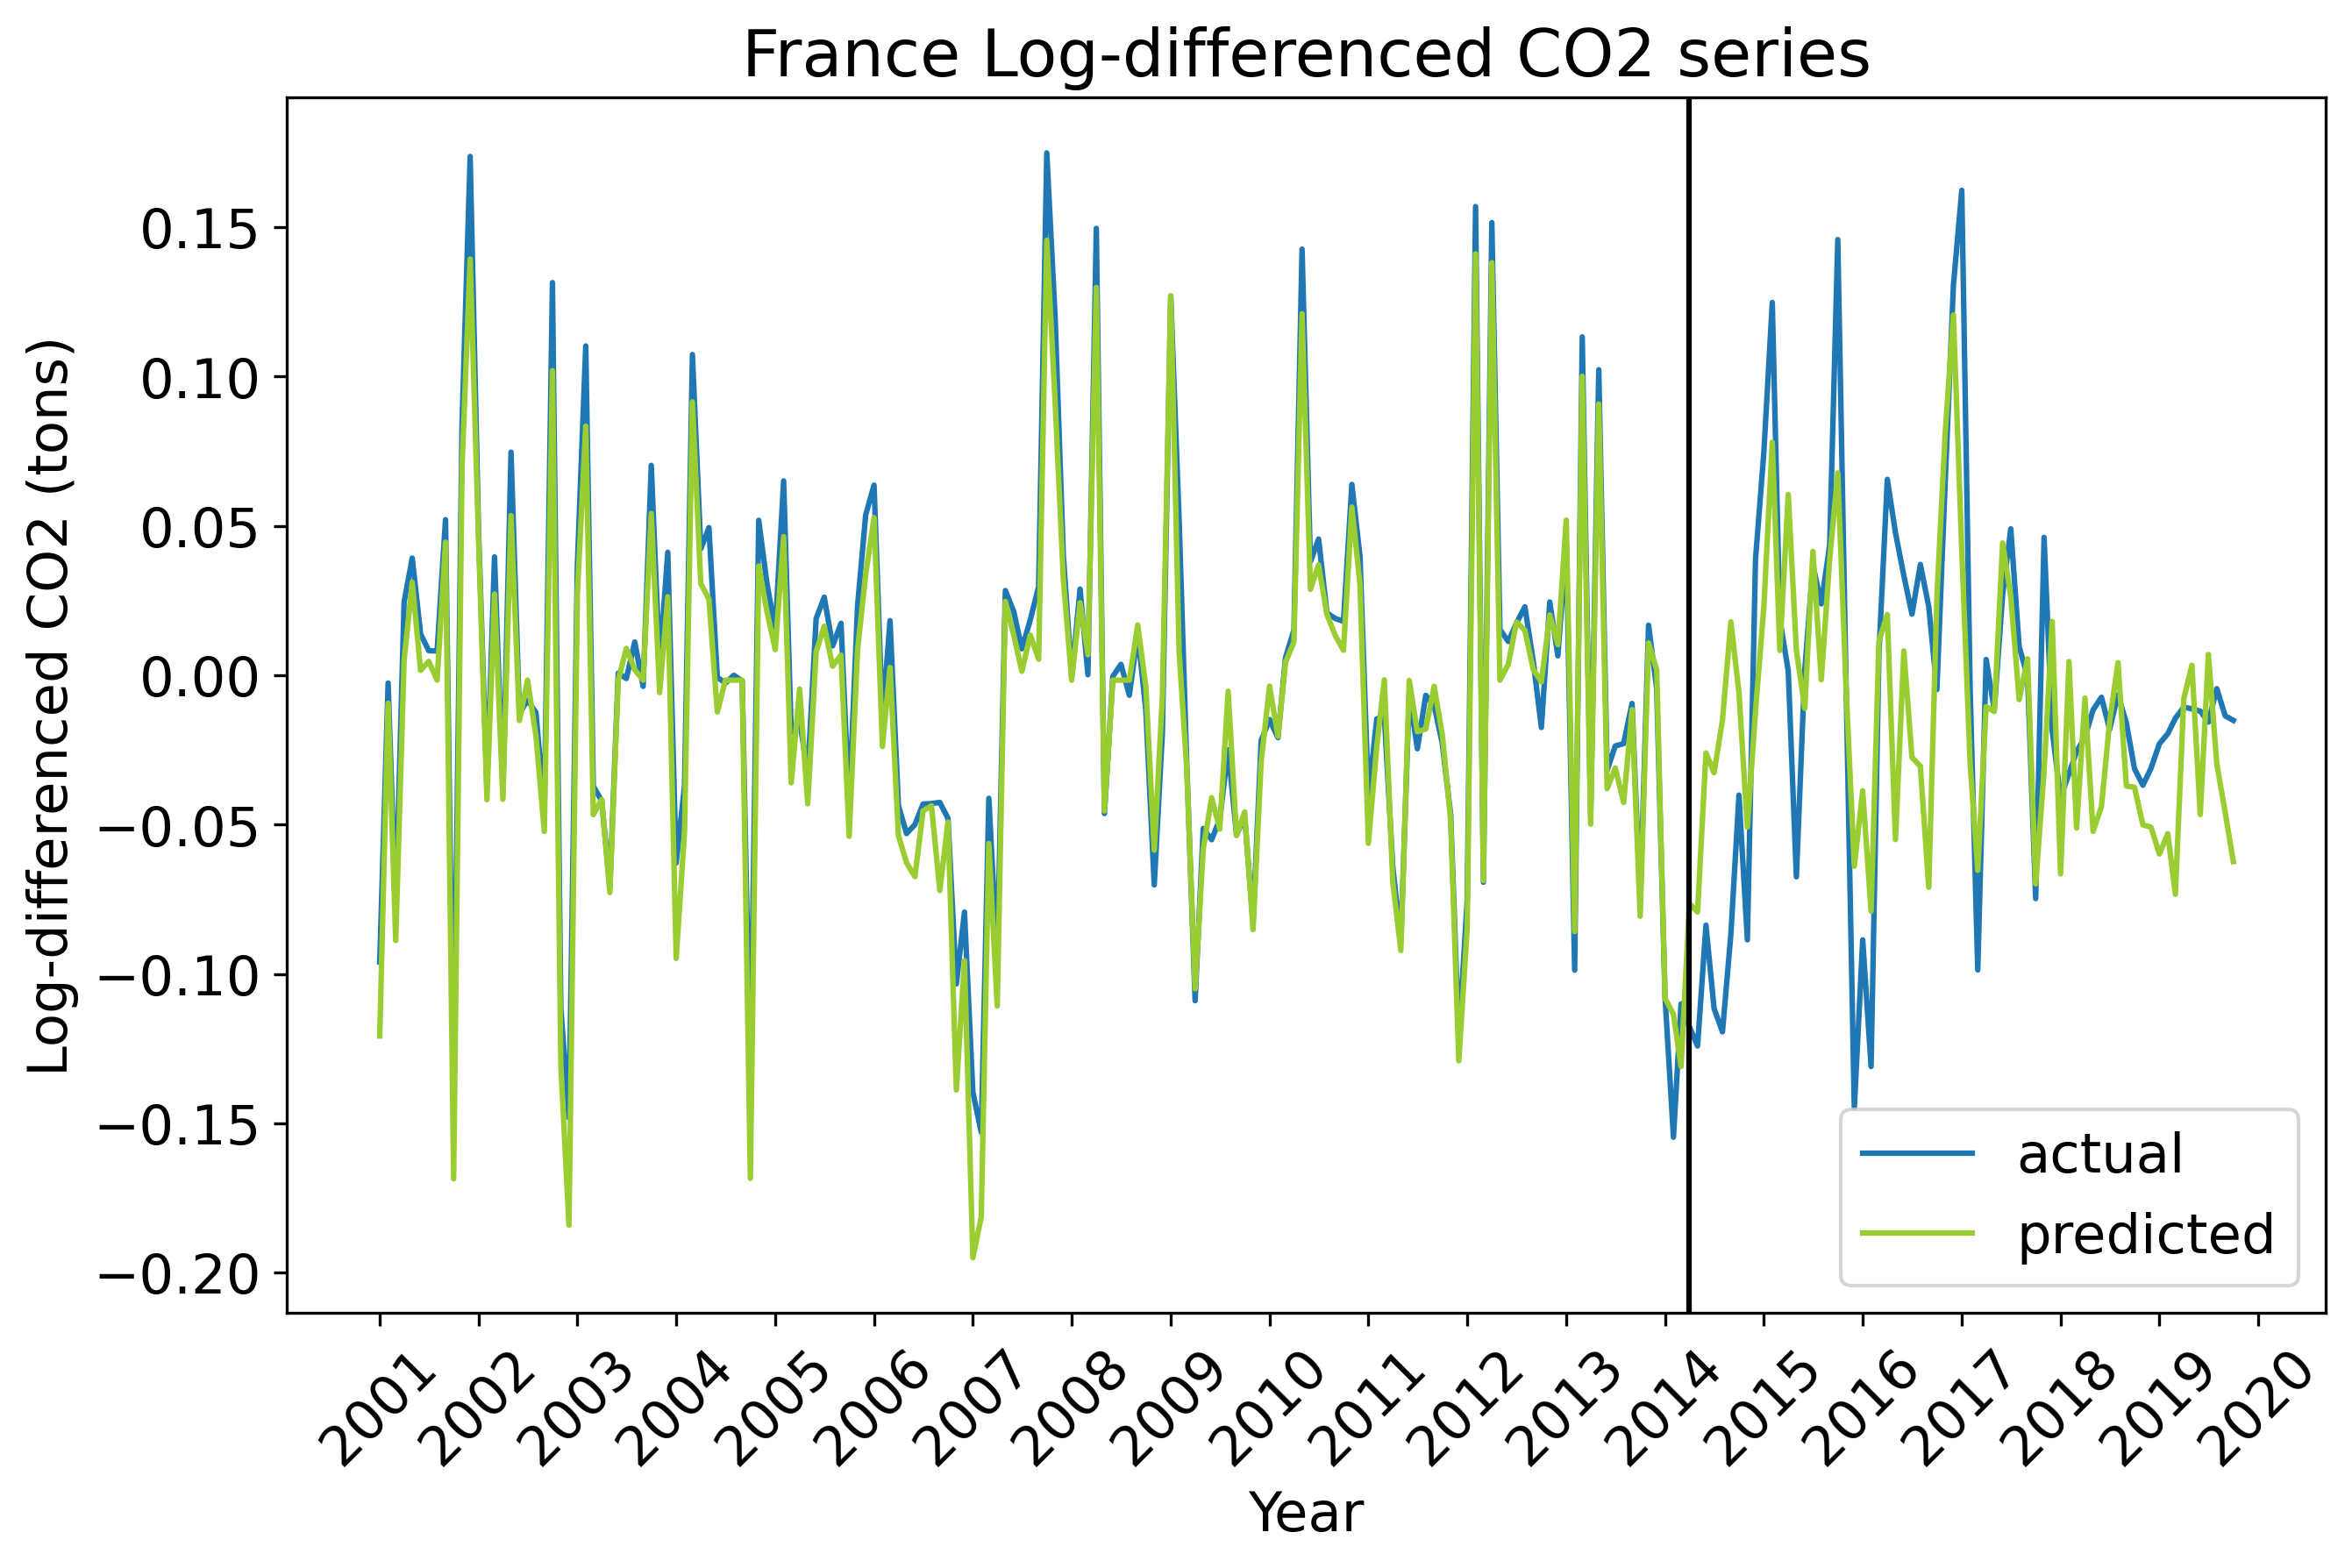 France Log-differenced CO2 series
Log-differenced CO2 (tons)
0.15
0.10
0.05
0.00
−0.05
−0.10
−0.15
−0.20
actual
predicted
2001 2002 2003 2004 2005 2006 2007 2008 2009 2010 2011 2012 2013 2014 2015 2016 2017 2018 2019 2020
Year